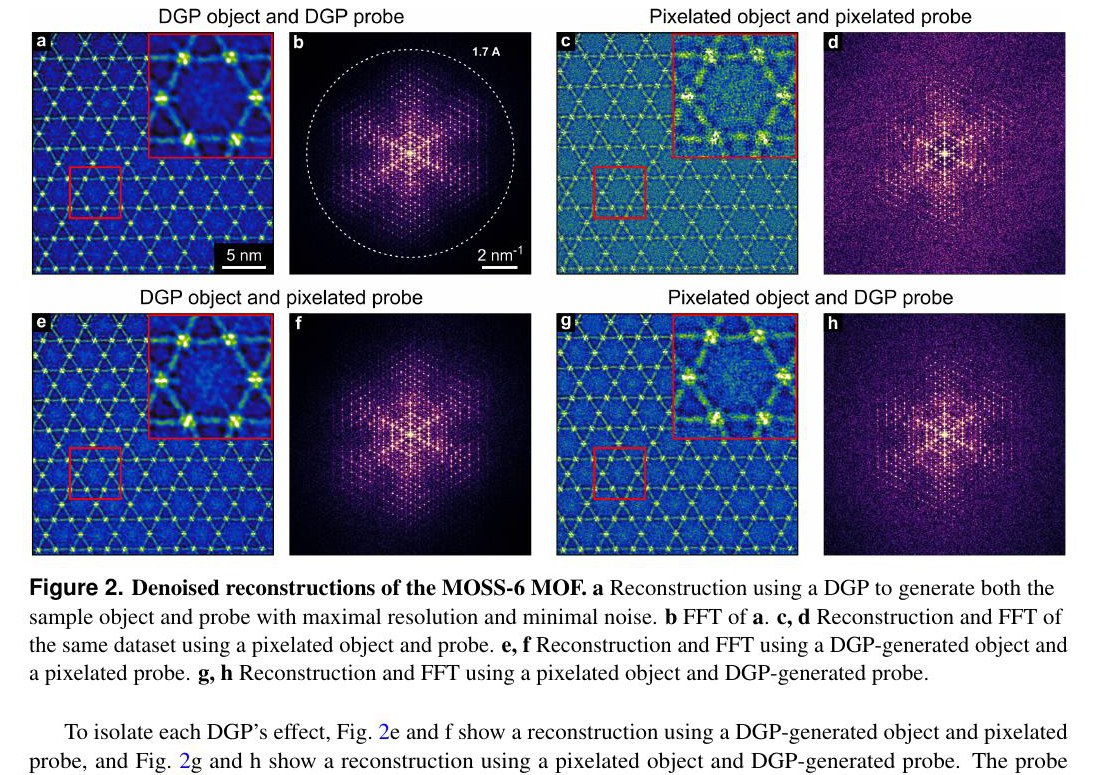 DGP object and DGP probe
Pixelated object and pixelated probe
a
b
1.7 A
c
d
5 nm
2 nm-1
DGP object and pixelated probe
Pixelated object and DGP probe
e
f
g
h
Figure 2. Denoised reconstructions of the MOSS-6 MOF. a Reconstruction using a DGP to generate both the
sample object and probe with maximal resolution and minimal noise. b FFT of a. c, d Reconstruction and FFT of
the same dataset using a pixelated object and probe. e, f Reconstruction and FFT using a DGP-generated object and
a pixelated probe. g, h Reconstruction and FFT using a pixelated object and DGP-generated probe.
To isolate each DGP's effect, Fig. 2e and f show a reconstruction using a DGP-generated object and pixelated
probe, and Fig. 2g and h show a reconstruction using a pixelated object and DGP-generated probe. The probe